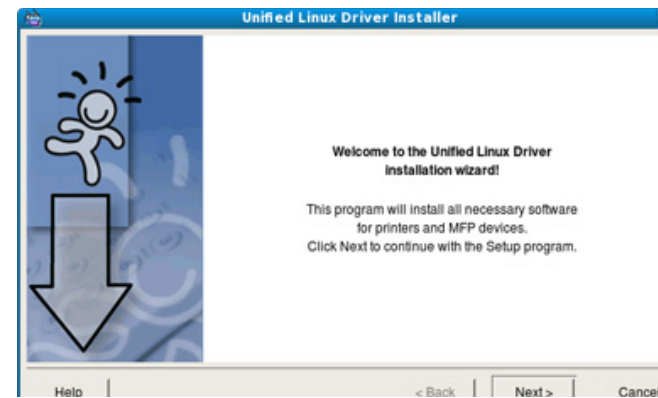 Unified Linux Driver Installer
Welcome to the Unified Linux Driver
installation wizard!
This program will install all necessary software
for printers and MFP devices.
Click Next to continue with the Setup program.
Help
< Back
Next >
Cancel